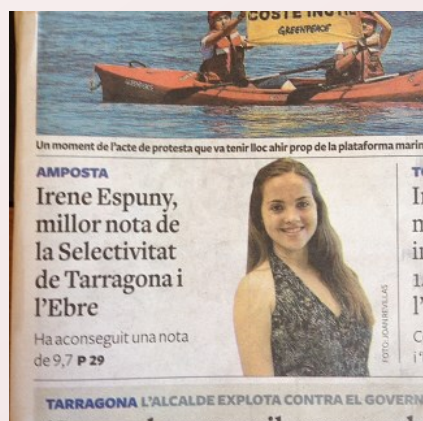 COSTE INÚTIL
GREENPEACE
Un moment de l'acte de protesta que va tenir lloc ahir prop de la plataforma marin
AMPOSTA
Irene Espuny,
millor nota de
la Selectivitat
de Tarragona i
l'Ebre
Ha aconseguit una nota
de 9,7 P 29
FOTO: JOAN REVILLAS
TARRAGONA L'ALCALDE EXPLOTA CONTRA EL GOVERN